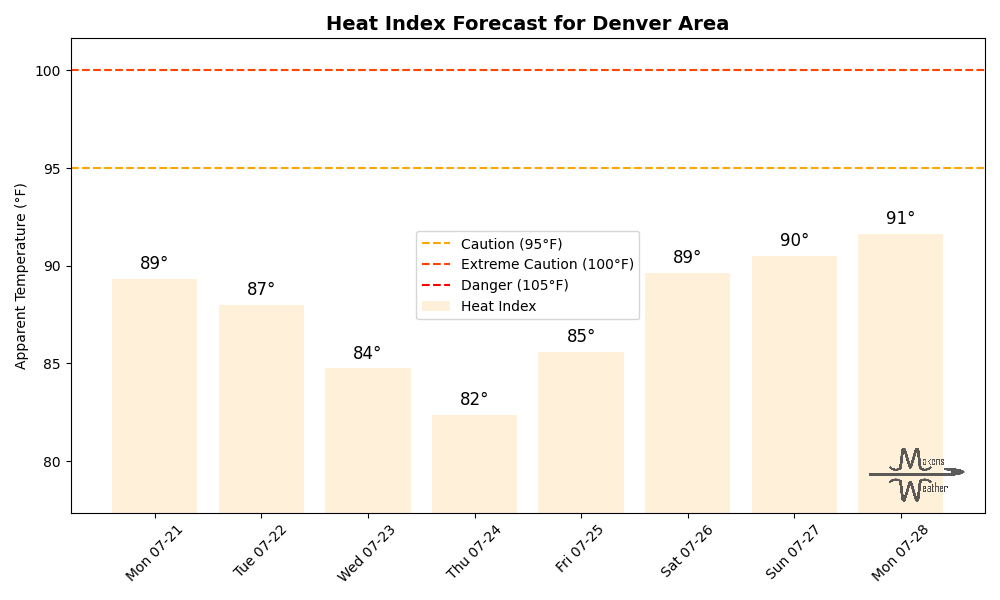 Heat Index Forecast for Denver Area
Apparent Temperature (°F)
100
95
90
85
80
89°
87°
84°
82°
85°
89°
90°
91°
Caution (95°F)
Extreme Caution (100°F)
Danger (105°F)
Heat Index
Mon 07-21
Tue 07-22
Wed 07-23
Thu 07-24
Fri 07-25
Sat 07-26
Sun 07-27
Mon 07-28